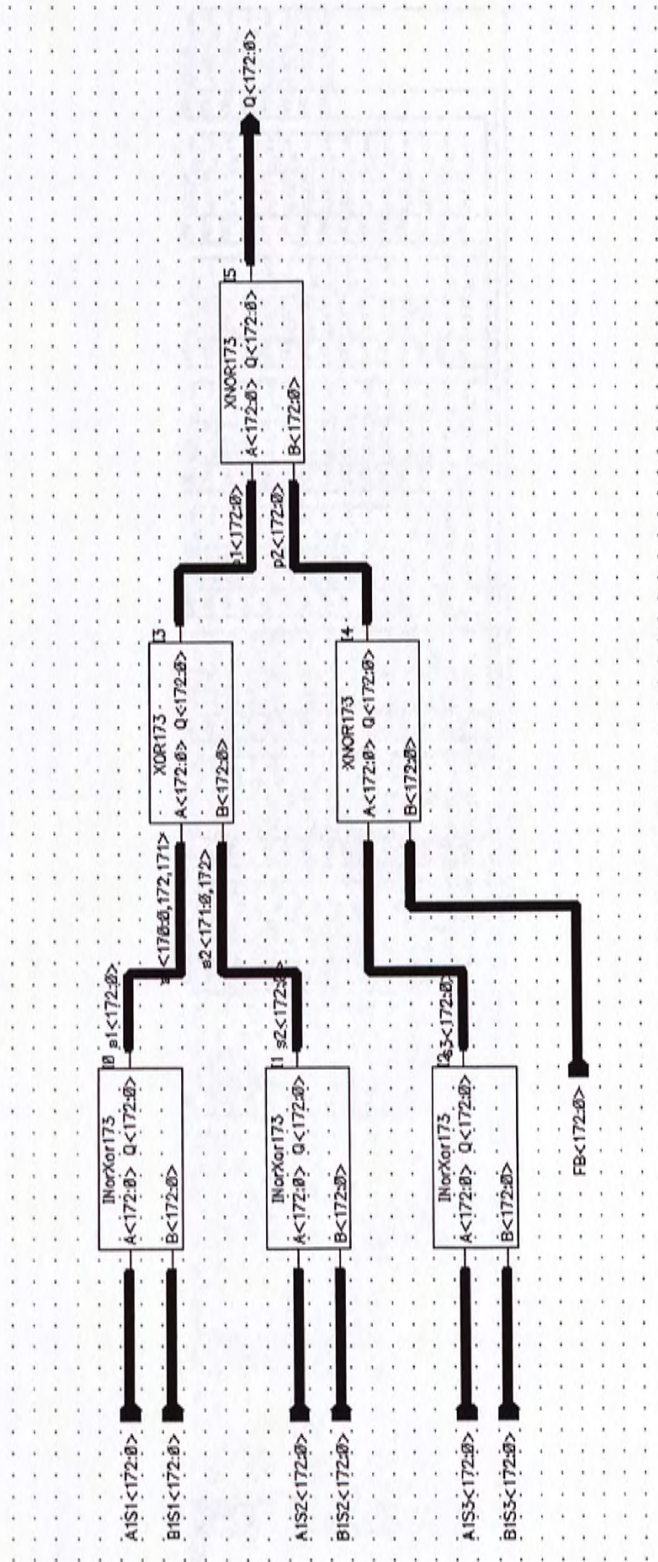 I0
INorXor173
A1S1<172:0>
A<172:0> Q<172:0>
s1<172:0>
B1S1<172:0>
B<172:0>
<170:0,172,171>
s2<171:0,172>
I3
XOR173
A<172:0> Q<172:0>
B<172:0>
p1<172:0>
p2<172:0>
I5
XNOR173
A<172:0> Q<172:0>
B<172:0>
Q<172:0>
I1
INorXor173
A1S2<172:0>
A<172:0> Q<172:0>
s2<172:0>
B1S2<172:0>
B<172:0>
I4
XNOR173
A<172:0> Q<172:0>
B<172:0>
I2
INorXor173
A1S3<172:0>
A<172:0> Q<172:0>
s3<172:0>
B1S3<172:0>
B<172:0>
FB<172:0>